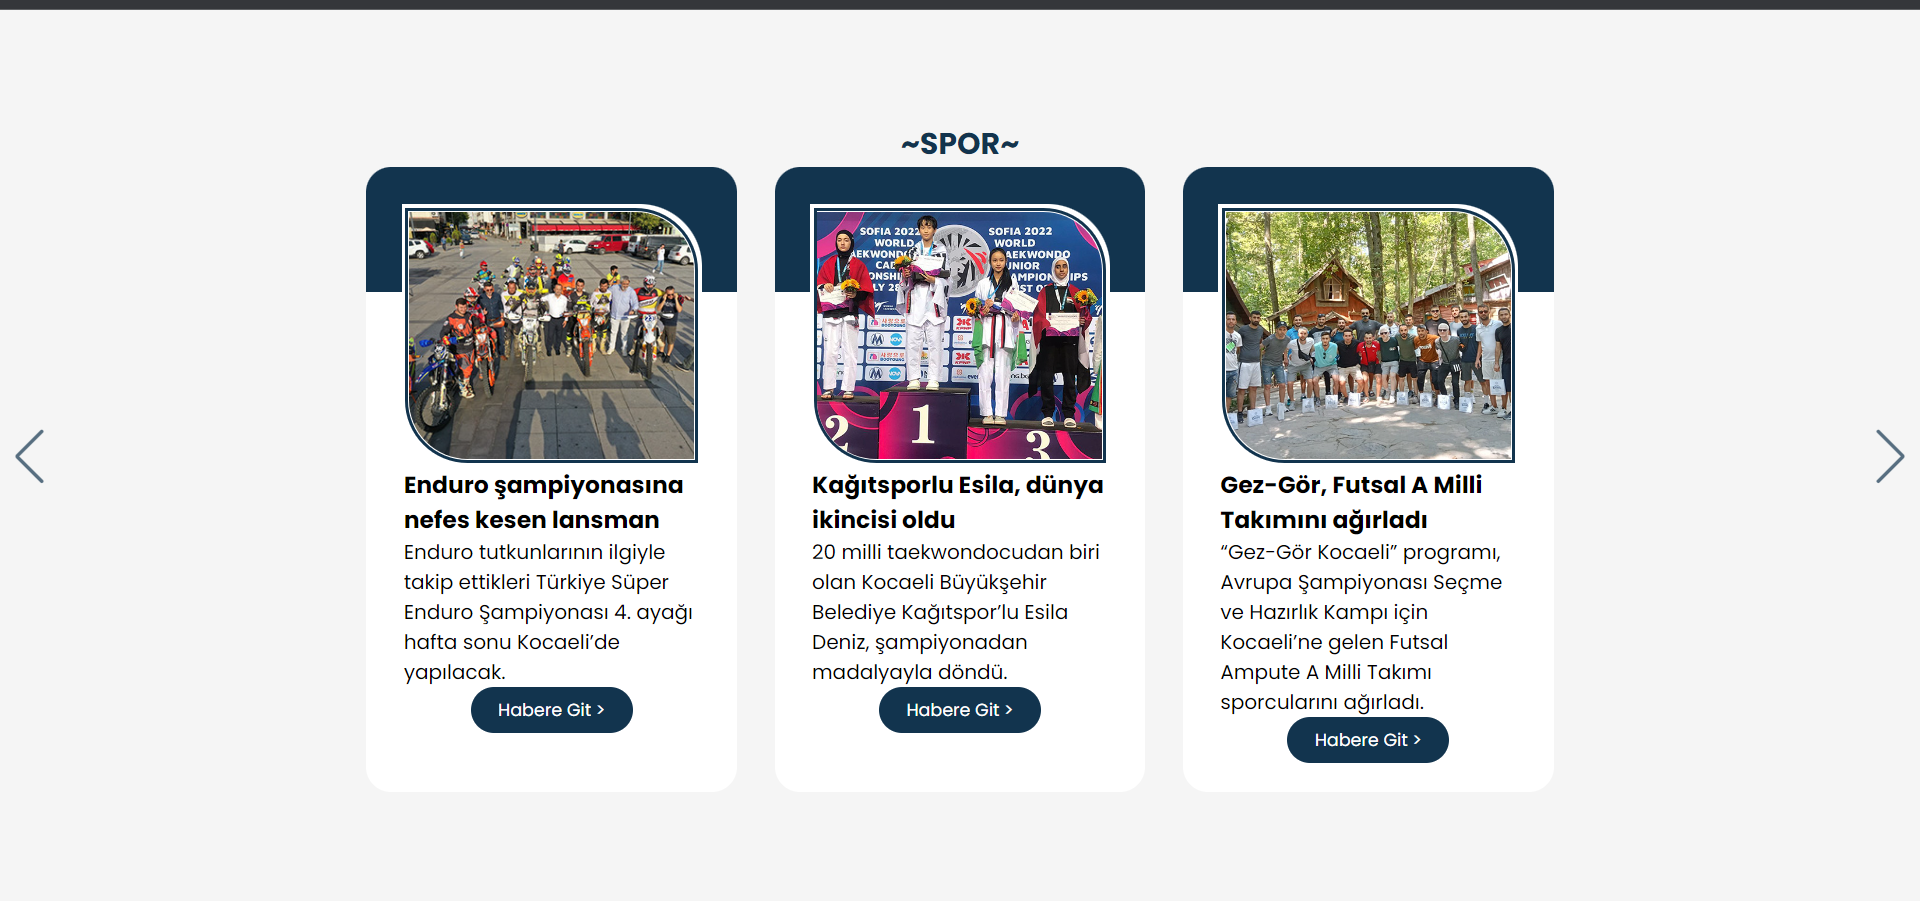 ~SPOR~
SOFIA 2022
WORLD
SOFIA 2022
WORLD
TAEKWONDO
1
2
3
Enduro şampiyonasına
nefes kesen lansman
Enduro tutkunlarının ilgiyle
takip ettikleri Türkiye Süper
Enduro Şampiyonası 4. ayağı
hafta sonu Kocaeli’de
yapılacak.
Habere Git >
Kağıtsporlu Esila, dünya
ikincisi oldu
20 milli taekwondocudan biri
olan Kocaeli Büyükşehir
Belediye Kağıtspor’lu Esila
Deniz, şampiyonadan
madalyayla döndü.
Habere Git >
Gez-Gör, Futsal A Milli
Takımını ağırladı
“Gez-Gör Kocaeli” programı,
Avrupa Şampiyonası Seçme
ve Hazırlık Kampı için
Kocaeli’ne gelen Futsal
Ampute A Milli Takımı
sporcularını ağırladı.
Habere Git >